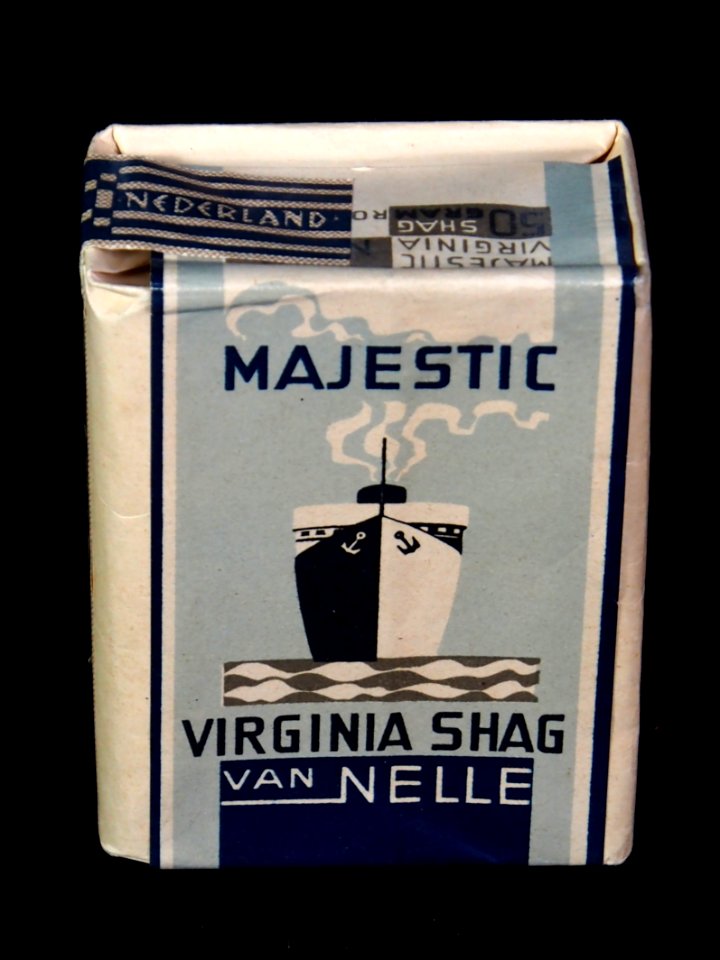 NEDERLAND
50 GRAM
SHAG
VIRGINIA
MAJESTIC
MAJESTIC
VIRGINIA SHAG
VAN NELLE